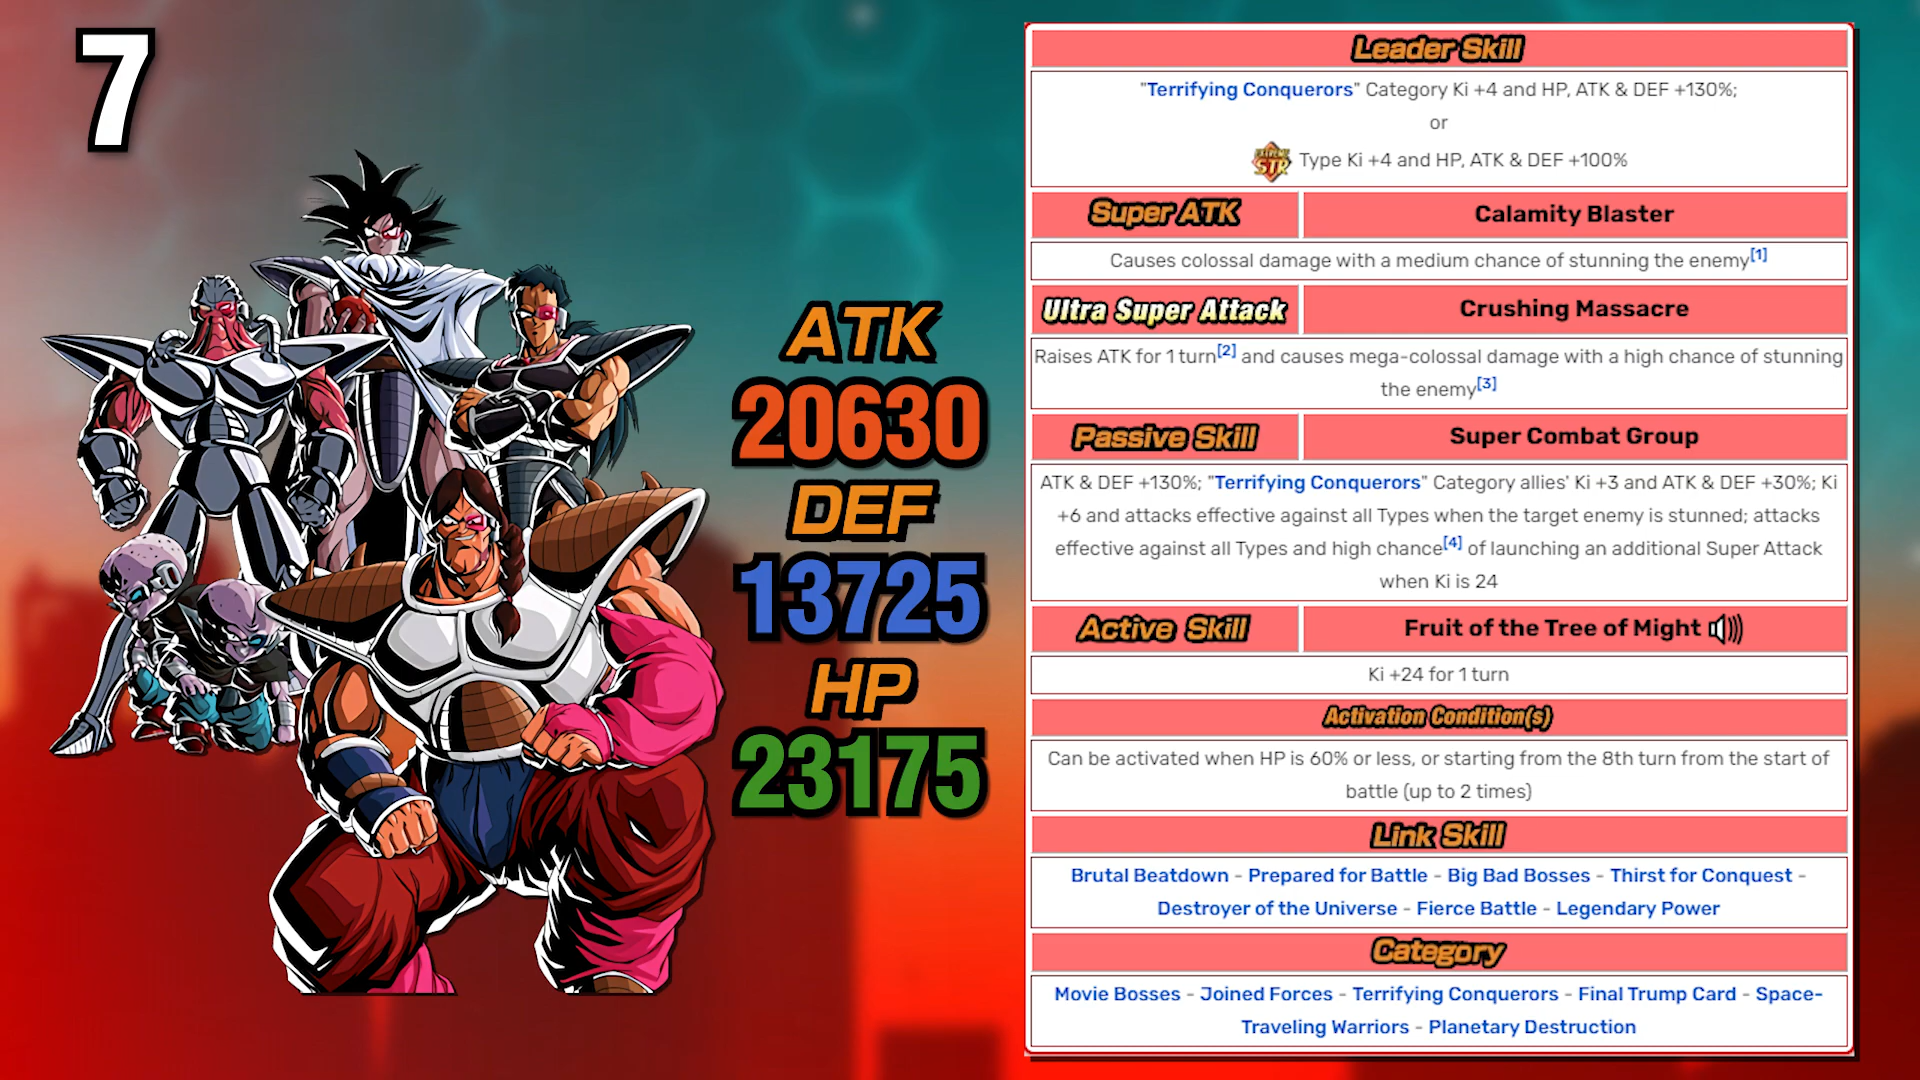 7
ATK
20630
DEF
13725
HP
23175
Leader Skill
"Terrifying Conquerors" Category Ki +4 and HP, ATK & DEF +130%;
or
EXTREME STR Type Ki +4 and HP, ATK & DEF +100%
Super ATK
Calamity Blaster
Causes colossal damage with a medium chance of stunning the enemy[1]
Ultra Super Attack
Crushing Massacre
Raises ATK for 1 turn[2] and causes mega-colossal damage with a high chance of stunning
the enemy[3]
Passive Skill
Super Combat Group
ATK & DEF +130%; "Terrifying Conquerors" Category allies' Ki +3 and ATK & DEF +30%; Ki
+6 and attacks effective against all Types when the target enemy is stunned; attacks
effective against all Types and high chance[4] of launching an additional Super Attack
when Ki is 24
Active Skill
Fruit of the Tree of Might
Ki +24 for 1 turn
Activation Condition(s)
Can be activated when HP is 60% or less, or starting from the 8th turn from the start of
battle (up to 2 times)
Link Skill
Brutal Beatdown - Prepared for Battle - Big Bad Bosses - Thirst for Conquest -
Destroyer of the Universe - Fierce Battle - Legendary Power
Category
Movie Bosses - Joined Forces - Terrifying Conquerors - Final Trump Card - Space-
Traveling Warriors - Planetary Destruction